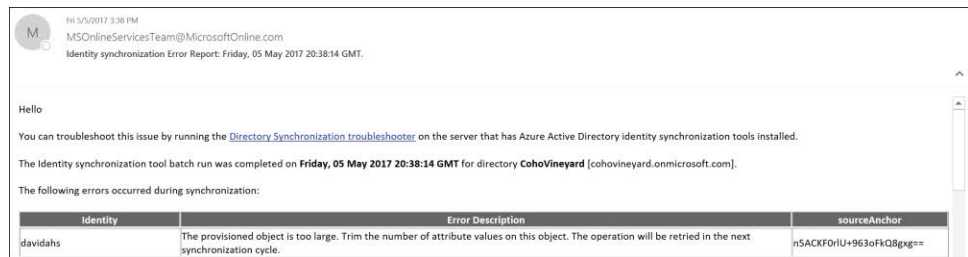 Fri 5/5/2017 3:38 PM
M
MSOnlineServicesTeam@MicrosoftOnline.com
Identity synchronization Error Report: Friday, 05 May 2017 20:38:14 GMT.
Hello
You can troubleshoot this issue by running the Directory Synchronization troubleshooter on the server that has Azure Active Directory identity synchronization tools installed.
The Identity synchronization tool batch run was completed on Friday, 05 May 2017 20:38:14 GMT for directory CohoVineyard [cohovineyard.onmicrosoft.com].
The following errors occurred during synchronization:
Identity Error Description sourceAnchor
davidahs The provisioned object is too large. Trim the number of attribute values on this object. The operation will be retried in the next n5ACKF0rlU+963oFkQ8gxg==
synchronization cycle.